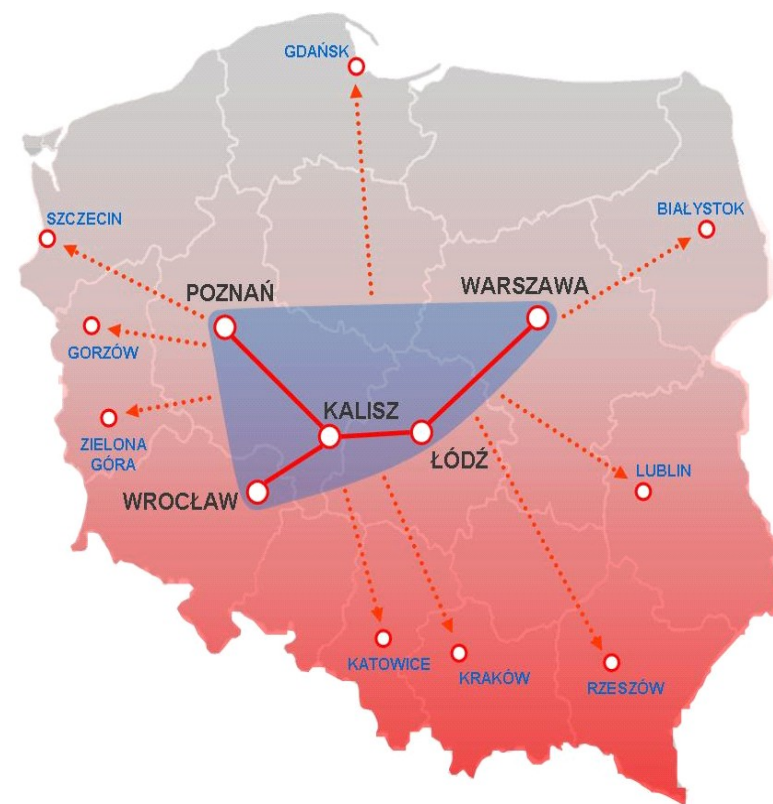 GDAŃSK
SZCZECIN
BIAŁYSTOK
POZNAŃ
WARSZAWA
GORZÓW
KALISZ
ZIELONA
GÓRA
ŁÓDŹ
LUBLIN
WROCŁAW
KATOWICE
KRAKÓW
RZESZÓW